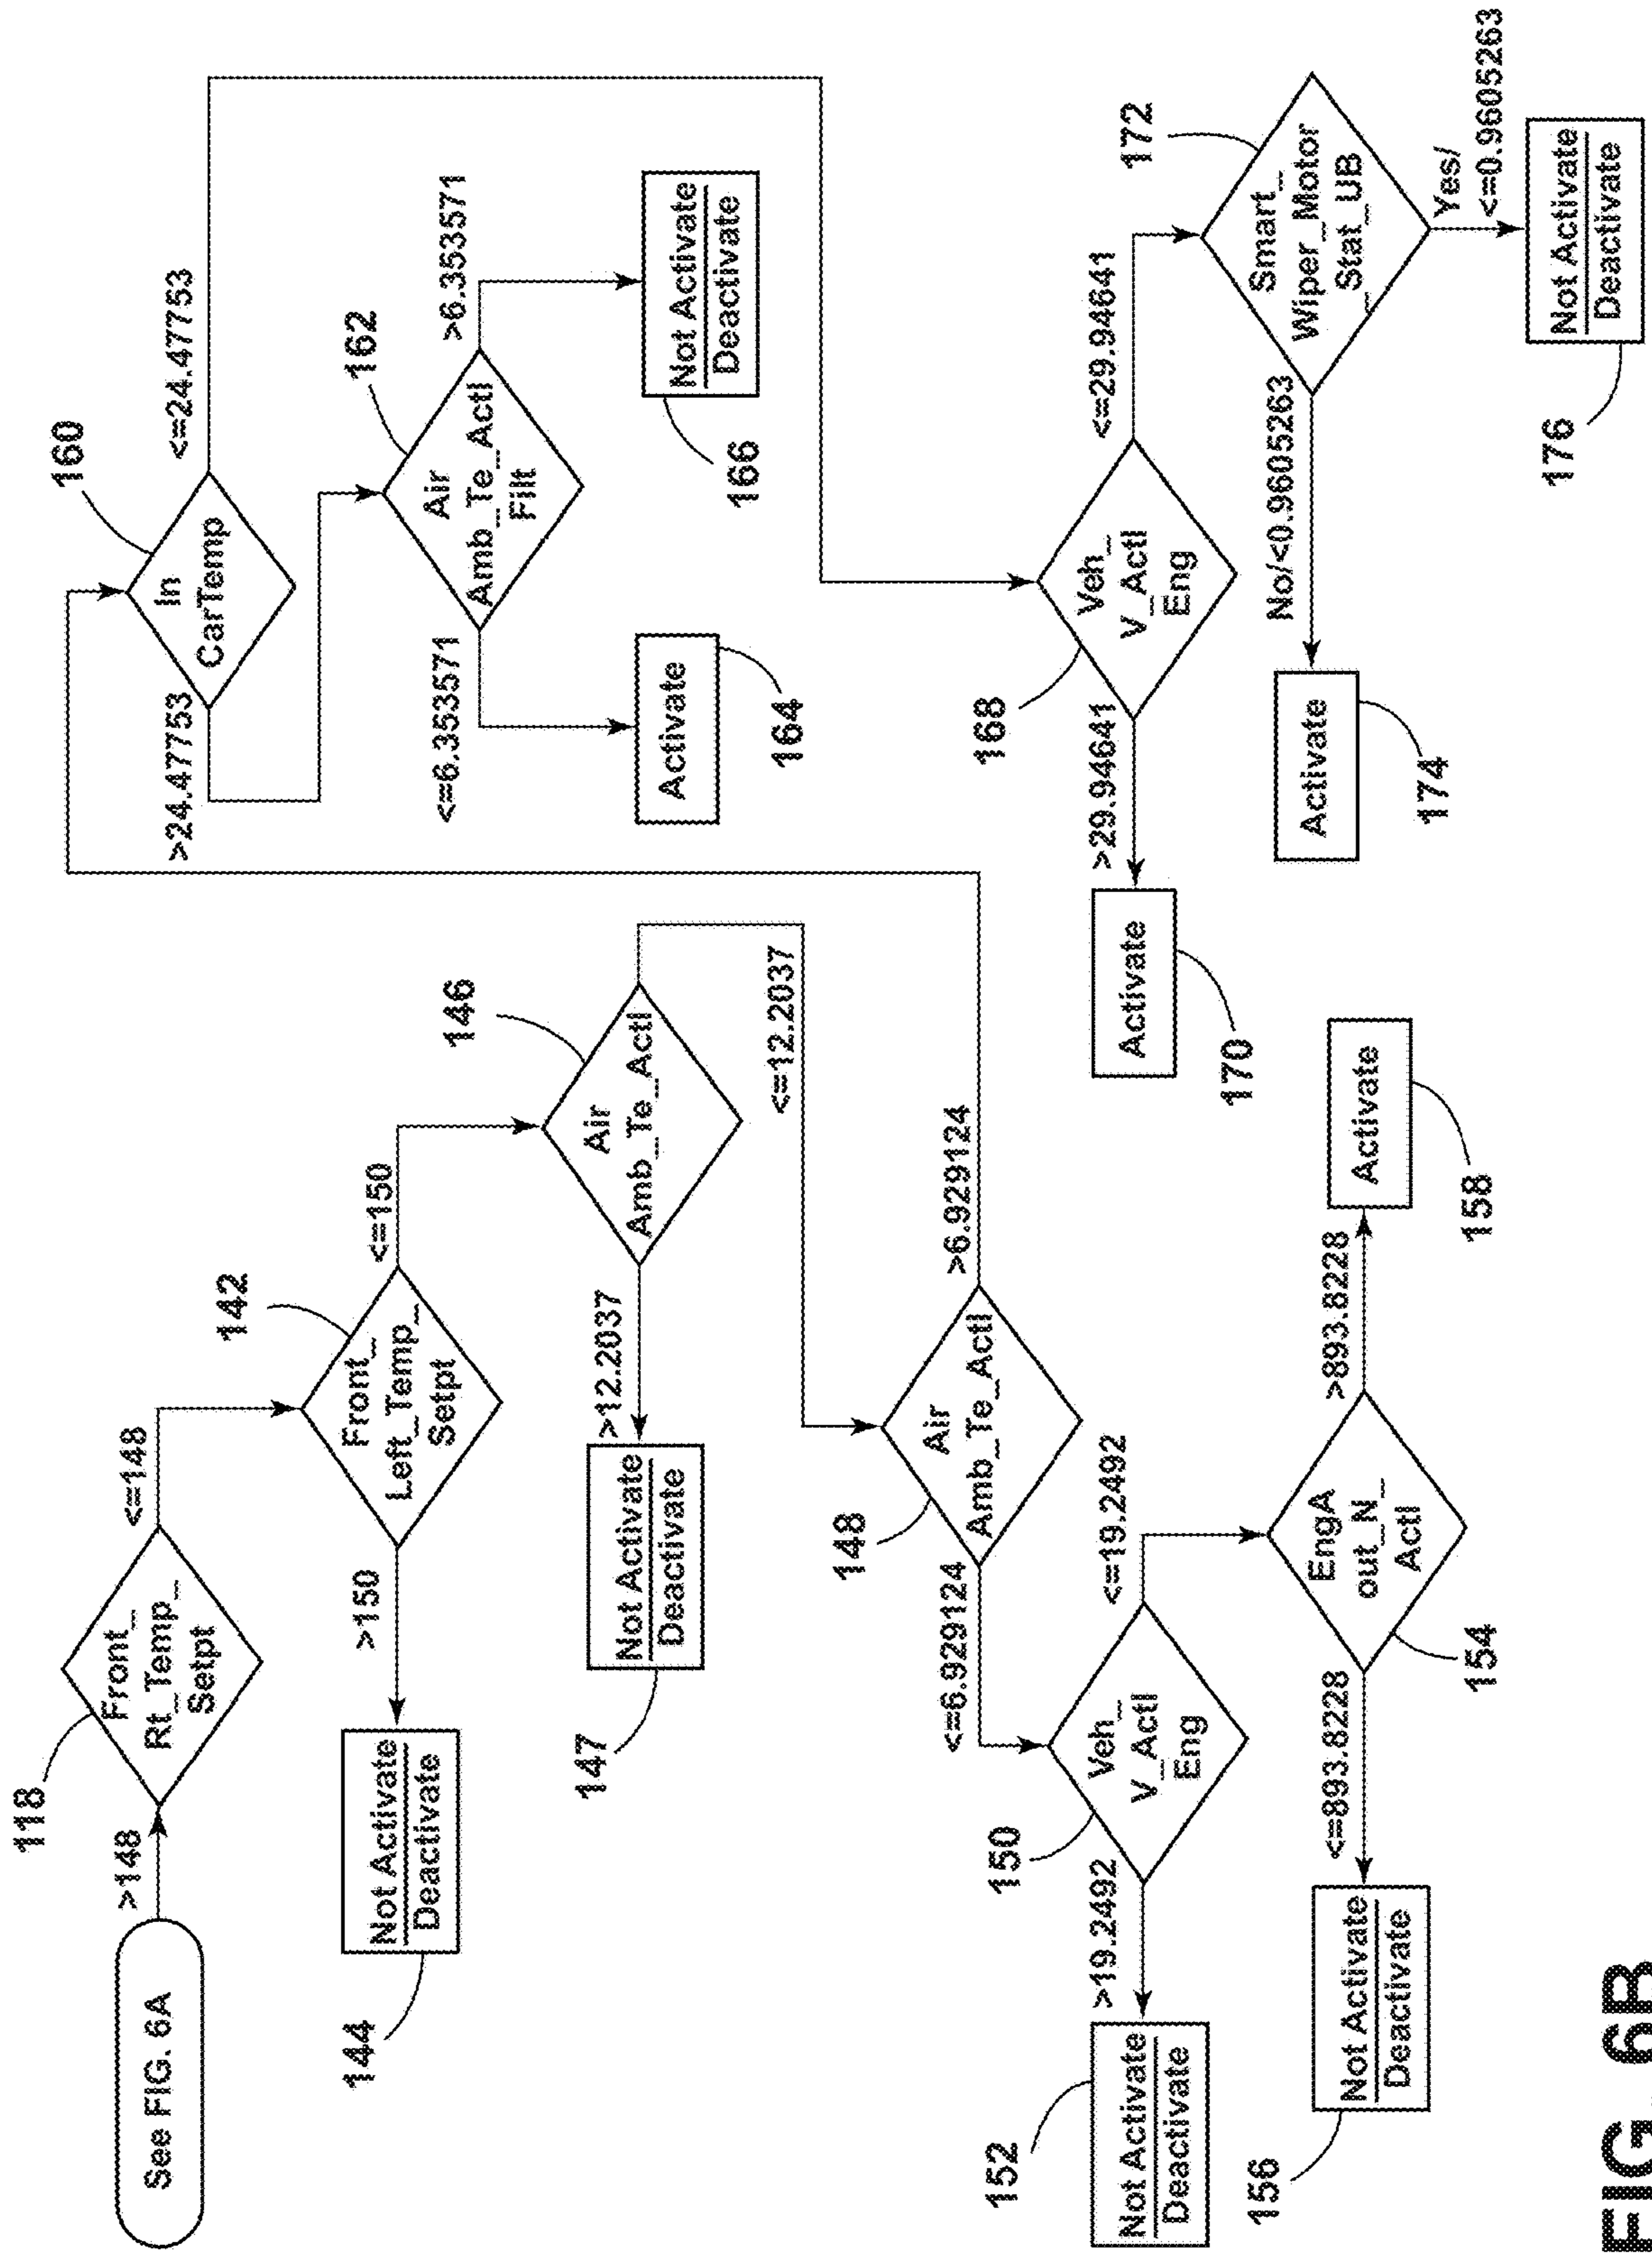 See FIG. 6A
>148
118
Front_
Rt_Temp_
Setpt
<=148
142
Front_
Left_Temp_
Setpt
>150
<=150
Not Activate
Deactivate
144
146
Air
Amb_Te_Actl
>12.2037
<=12.2037
Not Activate
Deactivate
147
148
Air
Amb_Te_Actl
<=6.929124
>6.929124
150
Veh_
V_Actl
Eng
>19.2492
<=19.2492
Not Activate
Deactivate
152
EngA
out_N_
Actl
154
<=893.8228
>893.8228
Not Activate
Deactivate
156
Activate
158
160
In
CarTemp
>24.47753
<=24.47753
162
Air
Amb_Te_Actl
Filt
<=6.353571
>6.353571
Activate
164
Not Activate
Deactivate
166
168
Veh_
V_Actl
Eng
>29.94641
<=29.94641
Activate
170
172
Smart_
Wiper_Motor
_Stat_UB
No/<0.9605263
Yes/
<=0.9605263
Activate
174
Not Activate
Deactivate
176
FIG. 6B